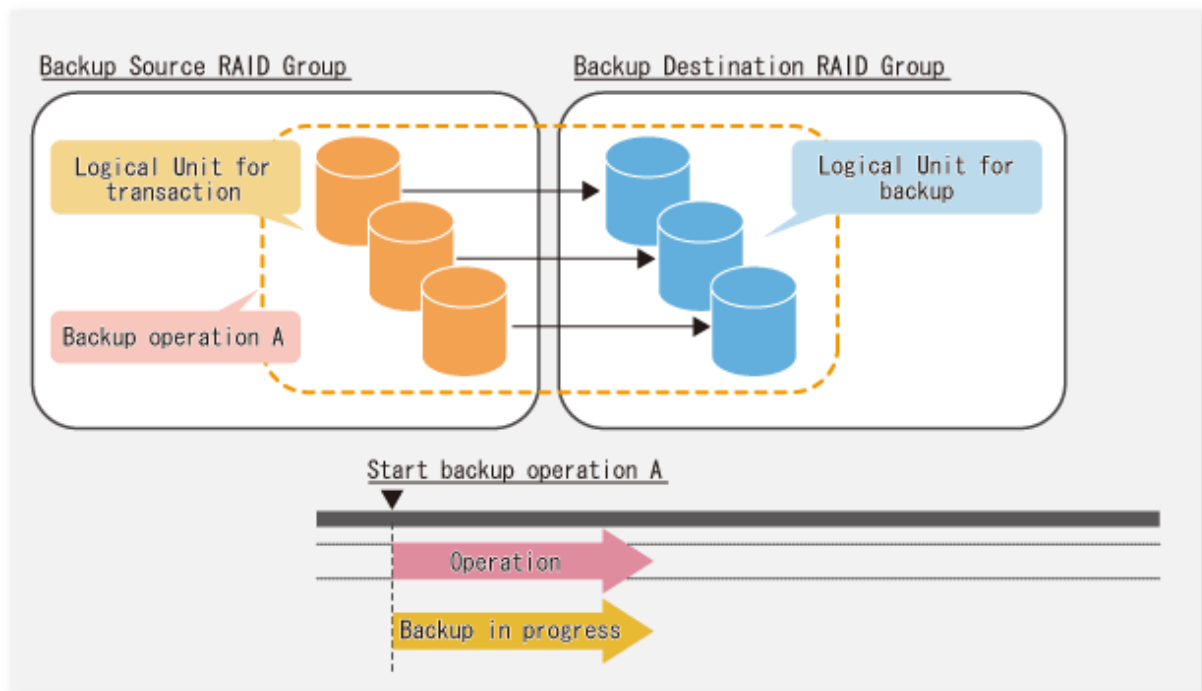 Backup Source RAID Group
Backup Destination RAID Group
Logical Unit for
transaction
Logical Unit for
backup
Backup operation A
Start backup operation A
Operation
Backup in progress